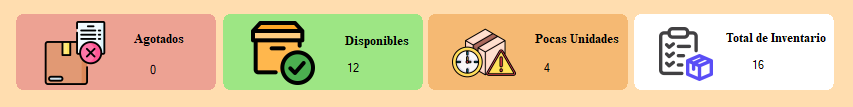 Agotados
0
Disponibles
12
Pocas Unidades
4
Total de Inventario
16